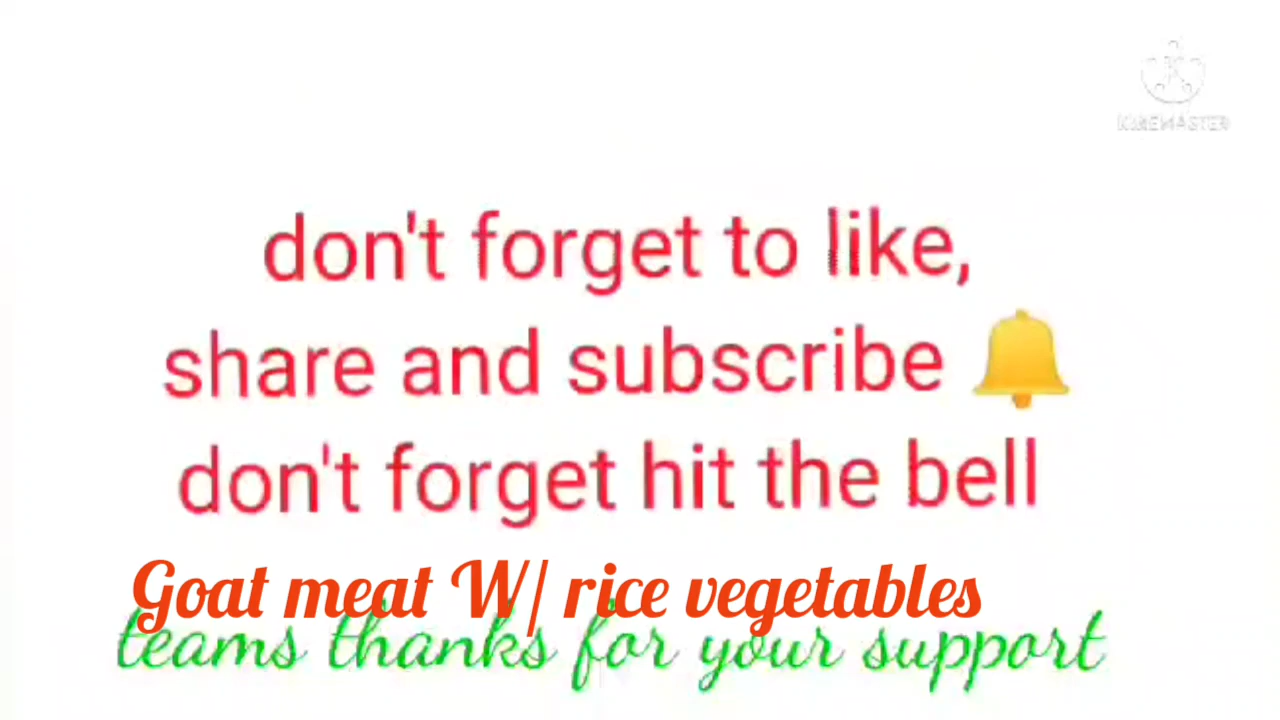 KINEMASTER
don't forget to like,
share and subscribe 🔔
don't forget hit the bell
Goat meat W/ rice vegetables
teams thanks for your support